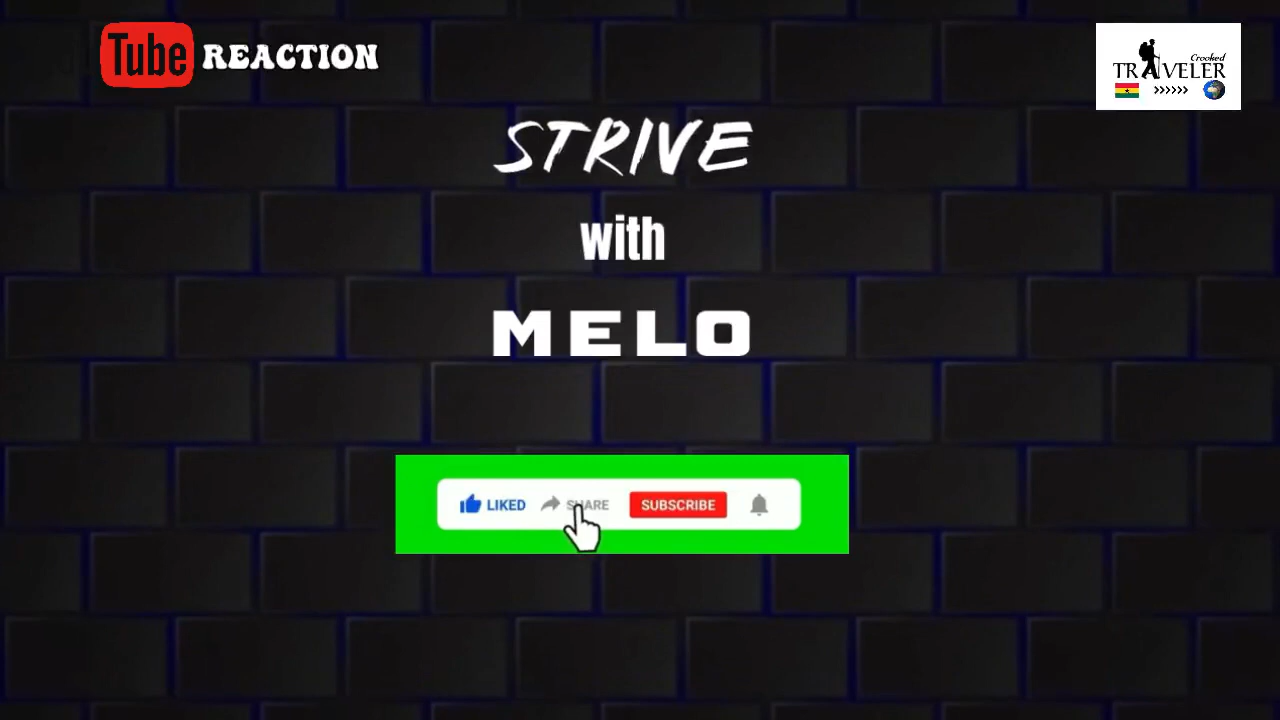 Tube REACTION
Crooked
TRAVELER
>>>>>>
STRIVE
with
MELO
LIKED SHARE SUBSCRIBE